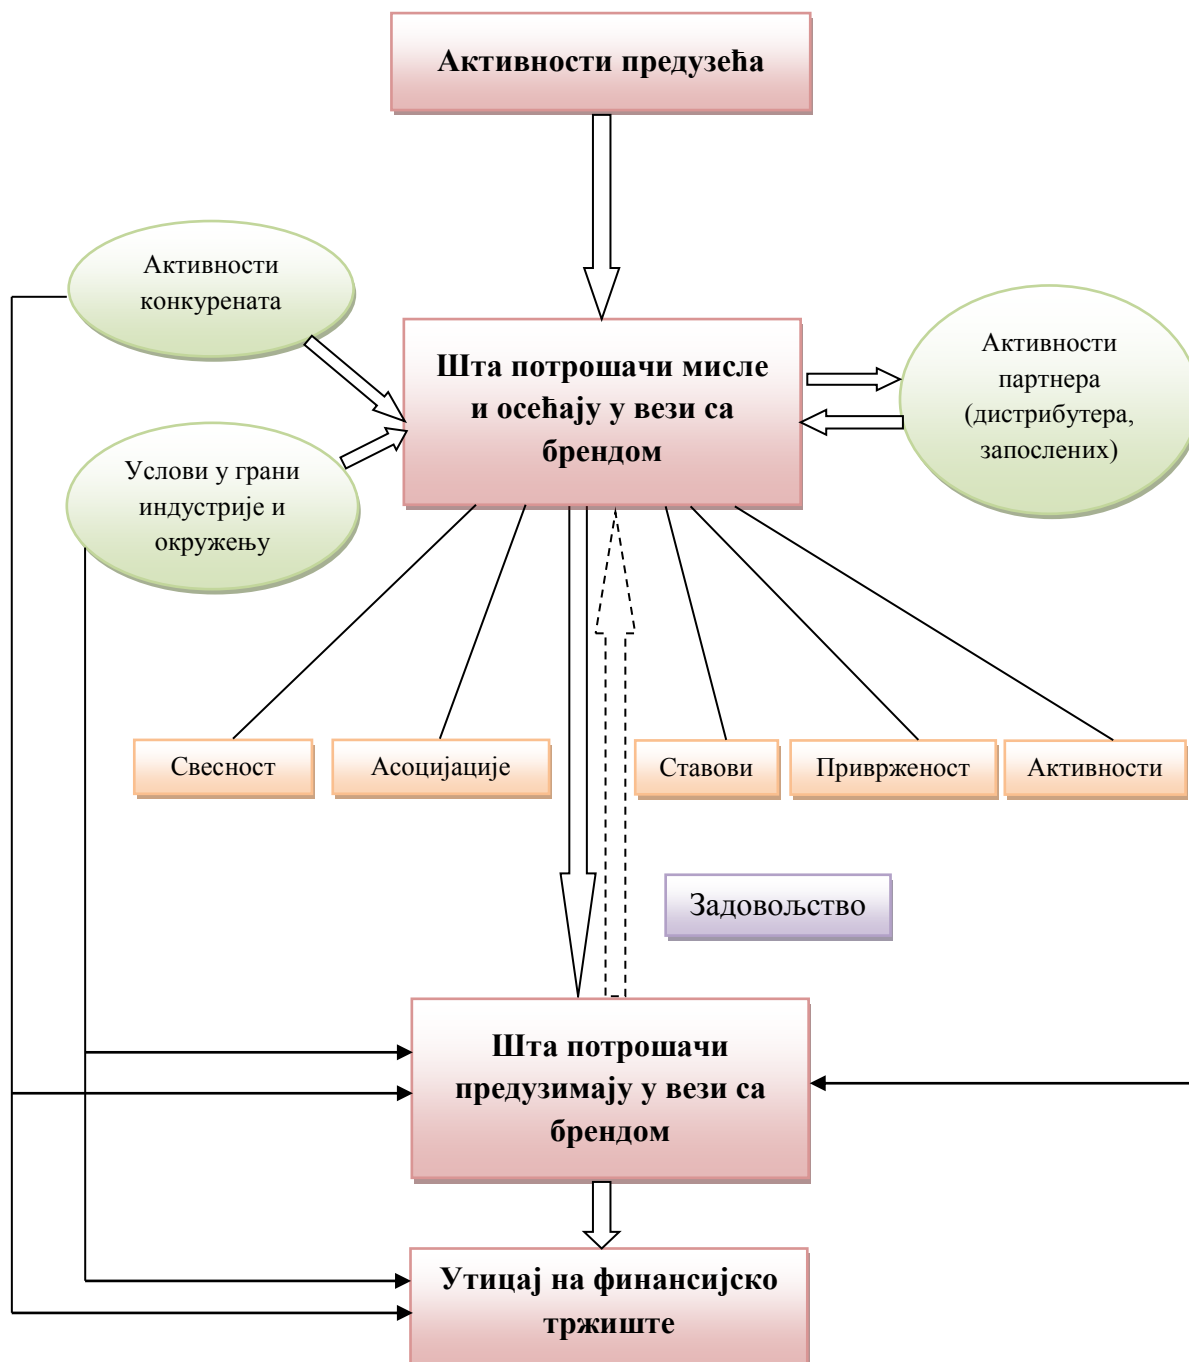 Активности предузећа
Активности
конкурената
Шта потрошачи мисле
и осећају у вези са
брендом
Активности
партнера
(дистрибутера,
запослених)
Услови у грани
индустрије и
окружењу
Свесност
Асоцијације
Ставови
Приврженост
Активности
Задовољство
Шта потрошачи
предузимају у вези са
брендом
Утицај на финансијско
тржиште